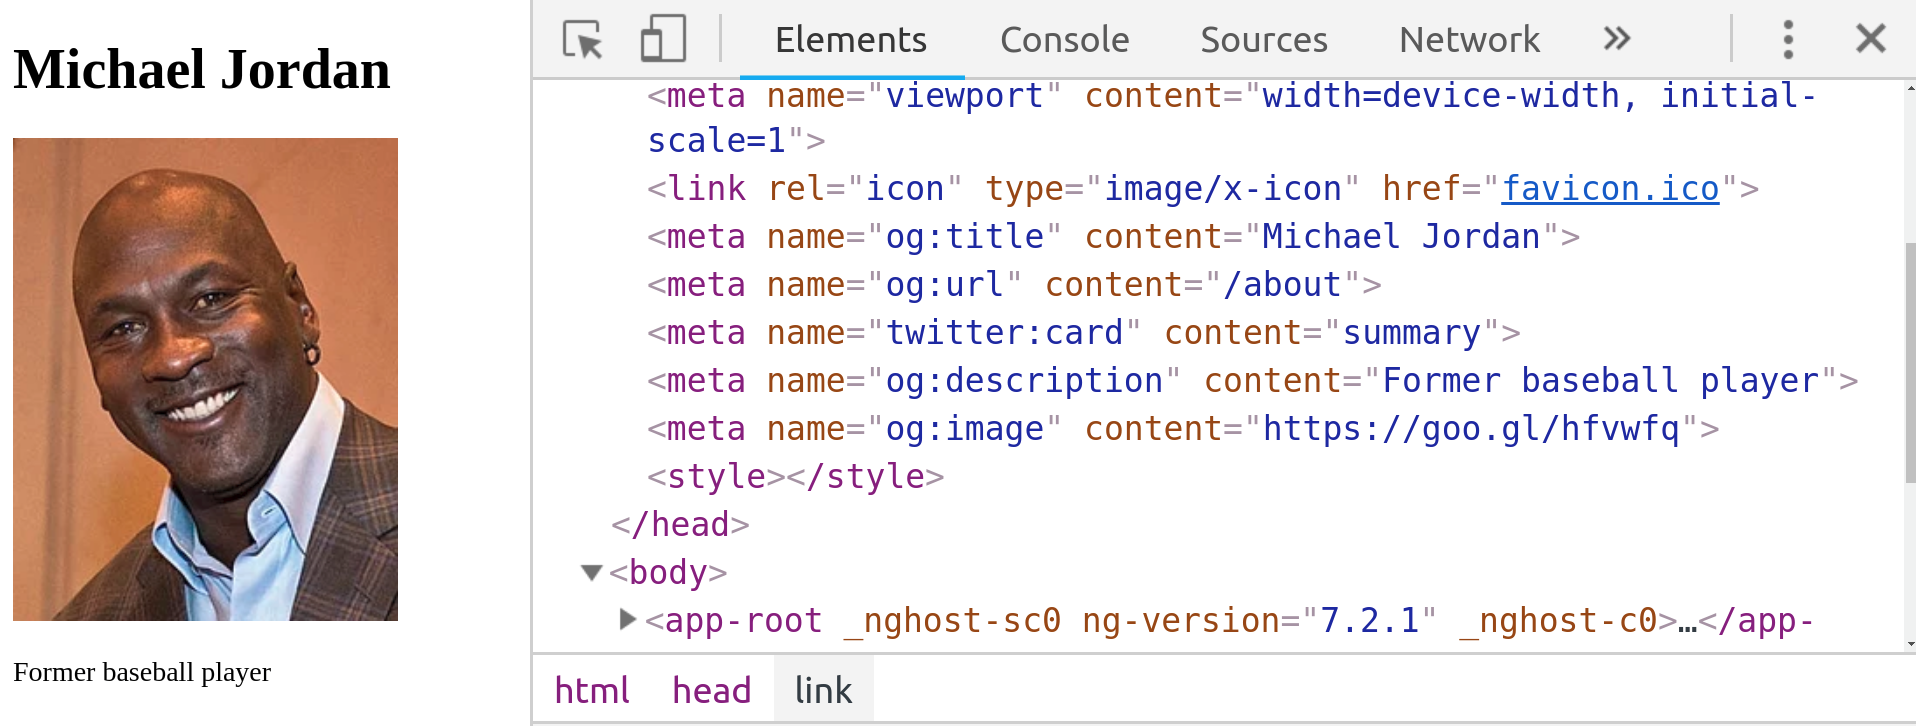 Michael Jordan
Former baseball player
Elements Console Sources Network
<meta name="viewport" content="width=device-width, initial-
scale=1">
<link rel="icon" type="image/x-icon" href="favicon.ico">
<meta name="og:title" content="Michael Jordan">
<meta name="og:url" content="/about">
<meta name="twitter:card" content="summary">
<meta name="og:description" content="Former baseball player">
<meta name="og:image" content="https://goo.gl/hfvwfq">
<style></style>
</head>
<body>
<app-root _nghost-sc0 ng-version="7.2.1" _nghost-c0>…</app-
html head link